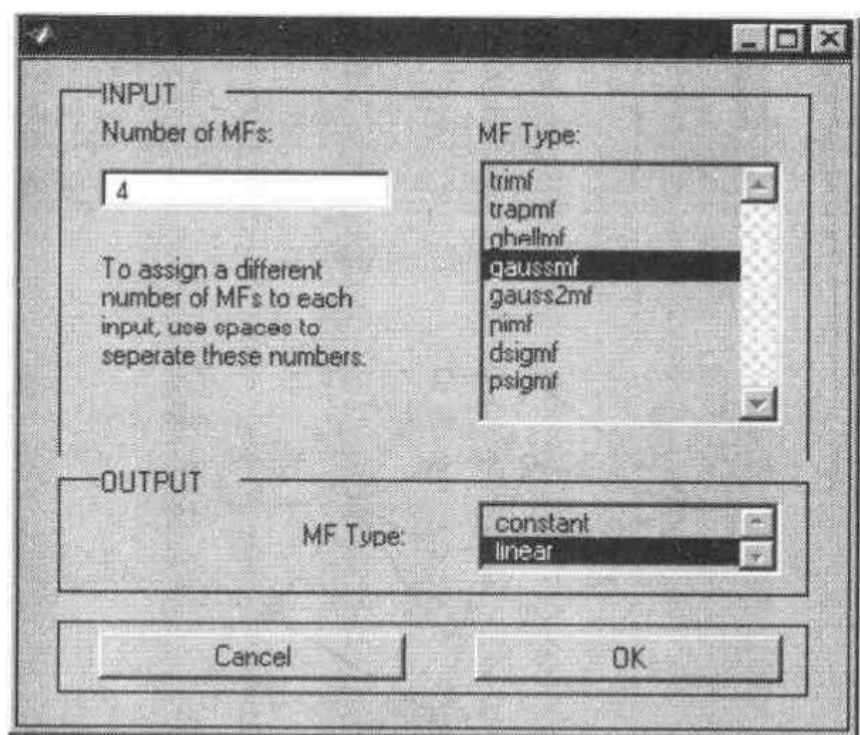 INPUT
Number of MFs:
4
To assign a different
number of MFs to each
input, use spaces to
seperate these numbers.
MF Type:
trimf
trapmf
gbellmf
gaussmf
gauss2mf
pimf
dsigmf
psigmf
OUTPUT
MF Type:
constant
linear
Cancel
OK